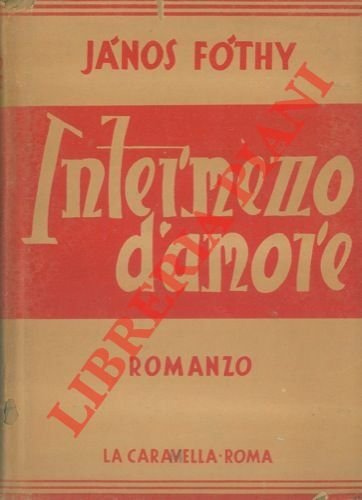 JÁNOS FÓTHY
Intermezzo
d'amore
ROMANZO
LA CARAVELLA-ROMA
LIBRERIA PIANI